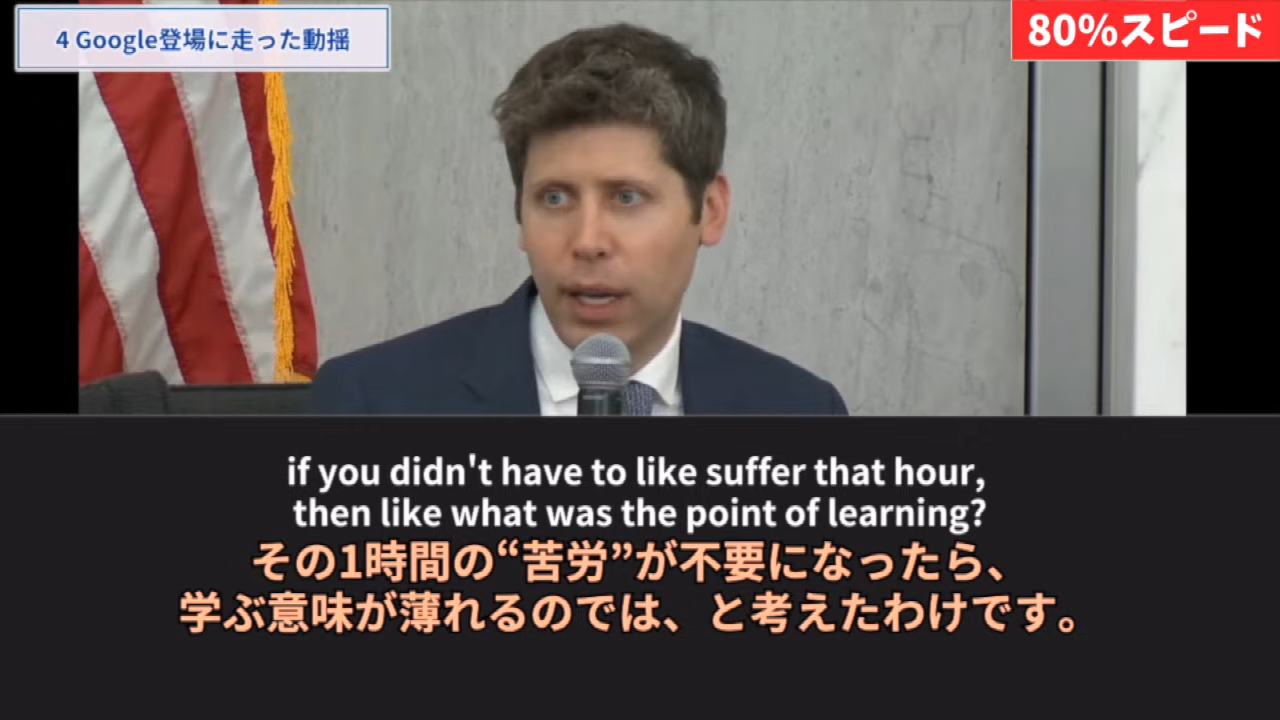 4 Google登場に走った動揺
80%スピード
if you didn't have to like suffer that hour,
then like what was the point of learning?
その1時間の“苦労”が不要になったら、
学ぶ意味が薄れるのでは、と考えたわけです。